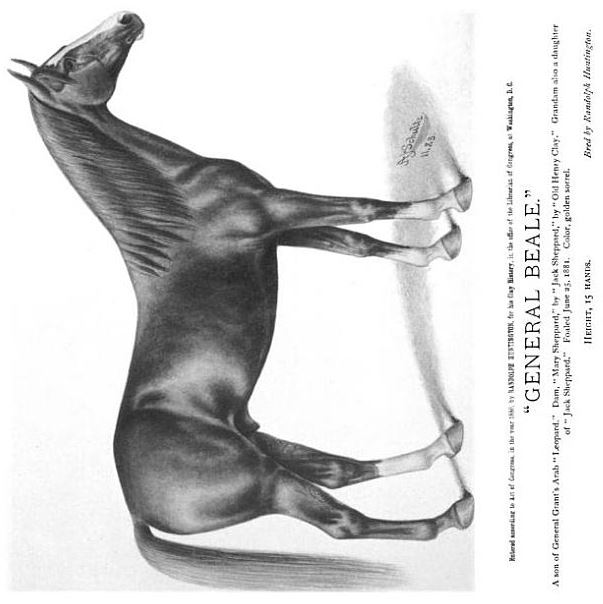 Entered according to Act of Congress, in the year 1886, by RANDOLPH HUNTINGTON, for his Clay History, in the office of the Librarian of Congress, at Washington, D. C.
"GENERAL BEALE."
A son of General Grant's Arab "Leopard." Dam, "Mary Sheppard," by "Jack Sheppard," by "Old Henry Clay." Grandam also a daughter
of "Jack Sheppard." Foaled June 25, 1881. Color, golden sorrel.
HEIGHT, 15 HANDS.
Bred by Randolph Huntington.
11.83